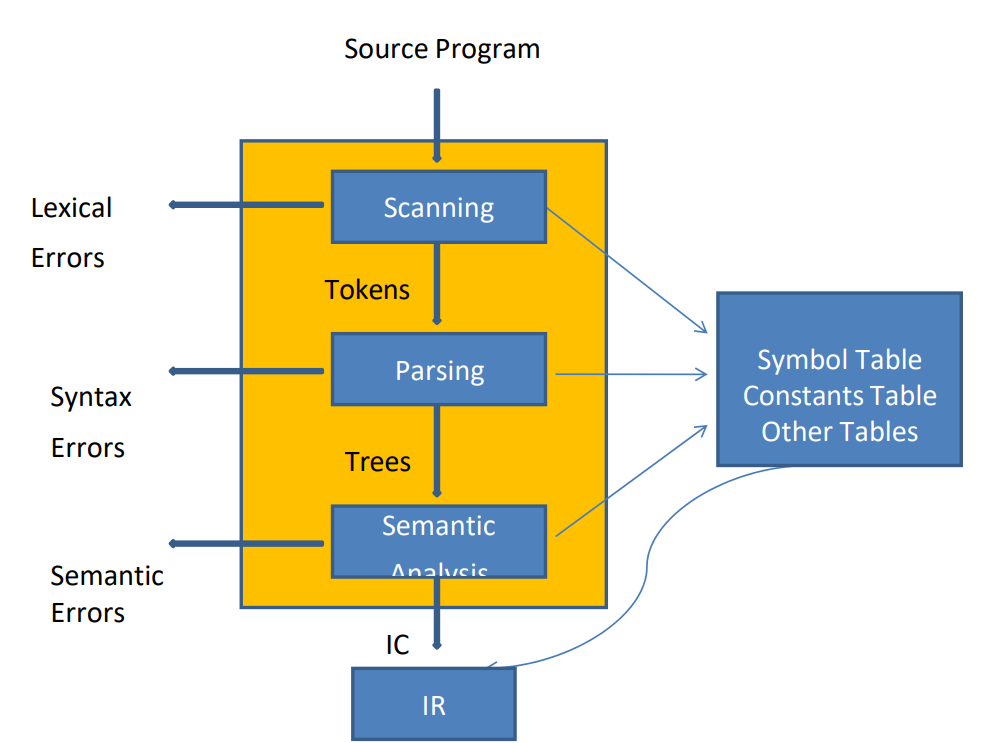 Source Program
Scanning
Lexical
Errors
Tokens
Parsing
Syntax
Errors
Trees
Symbol Table
Constants Table
Other Tables
Semantic
Analysis
Semantic
Errors
IC
IR